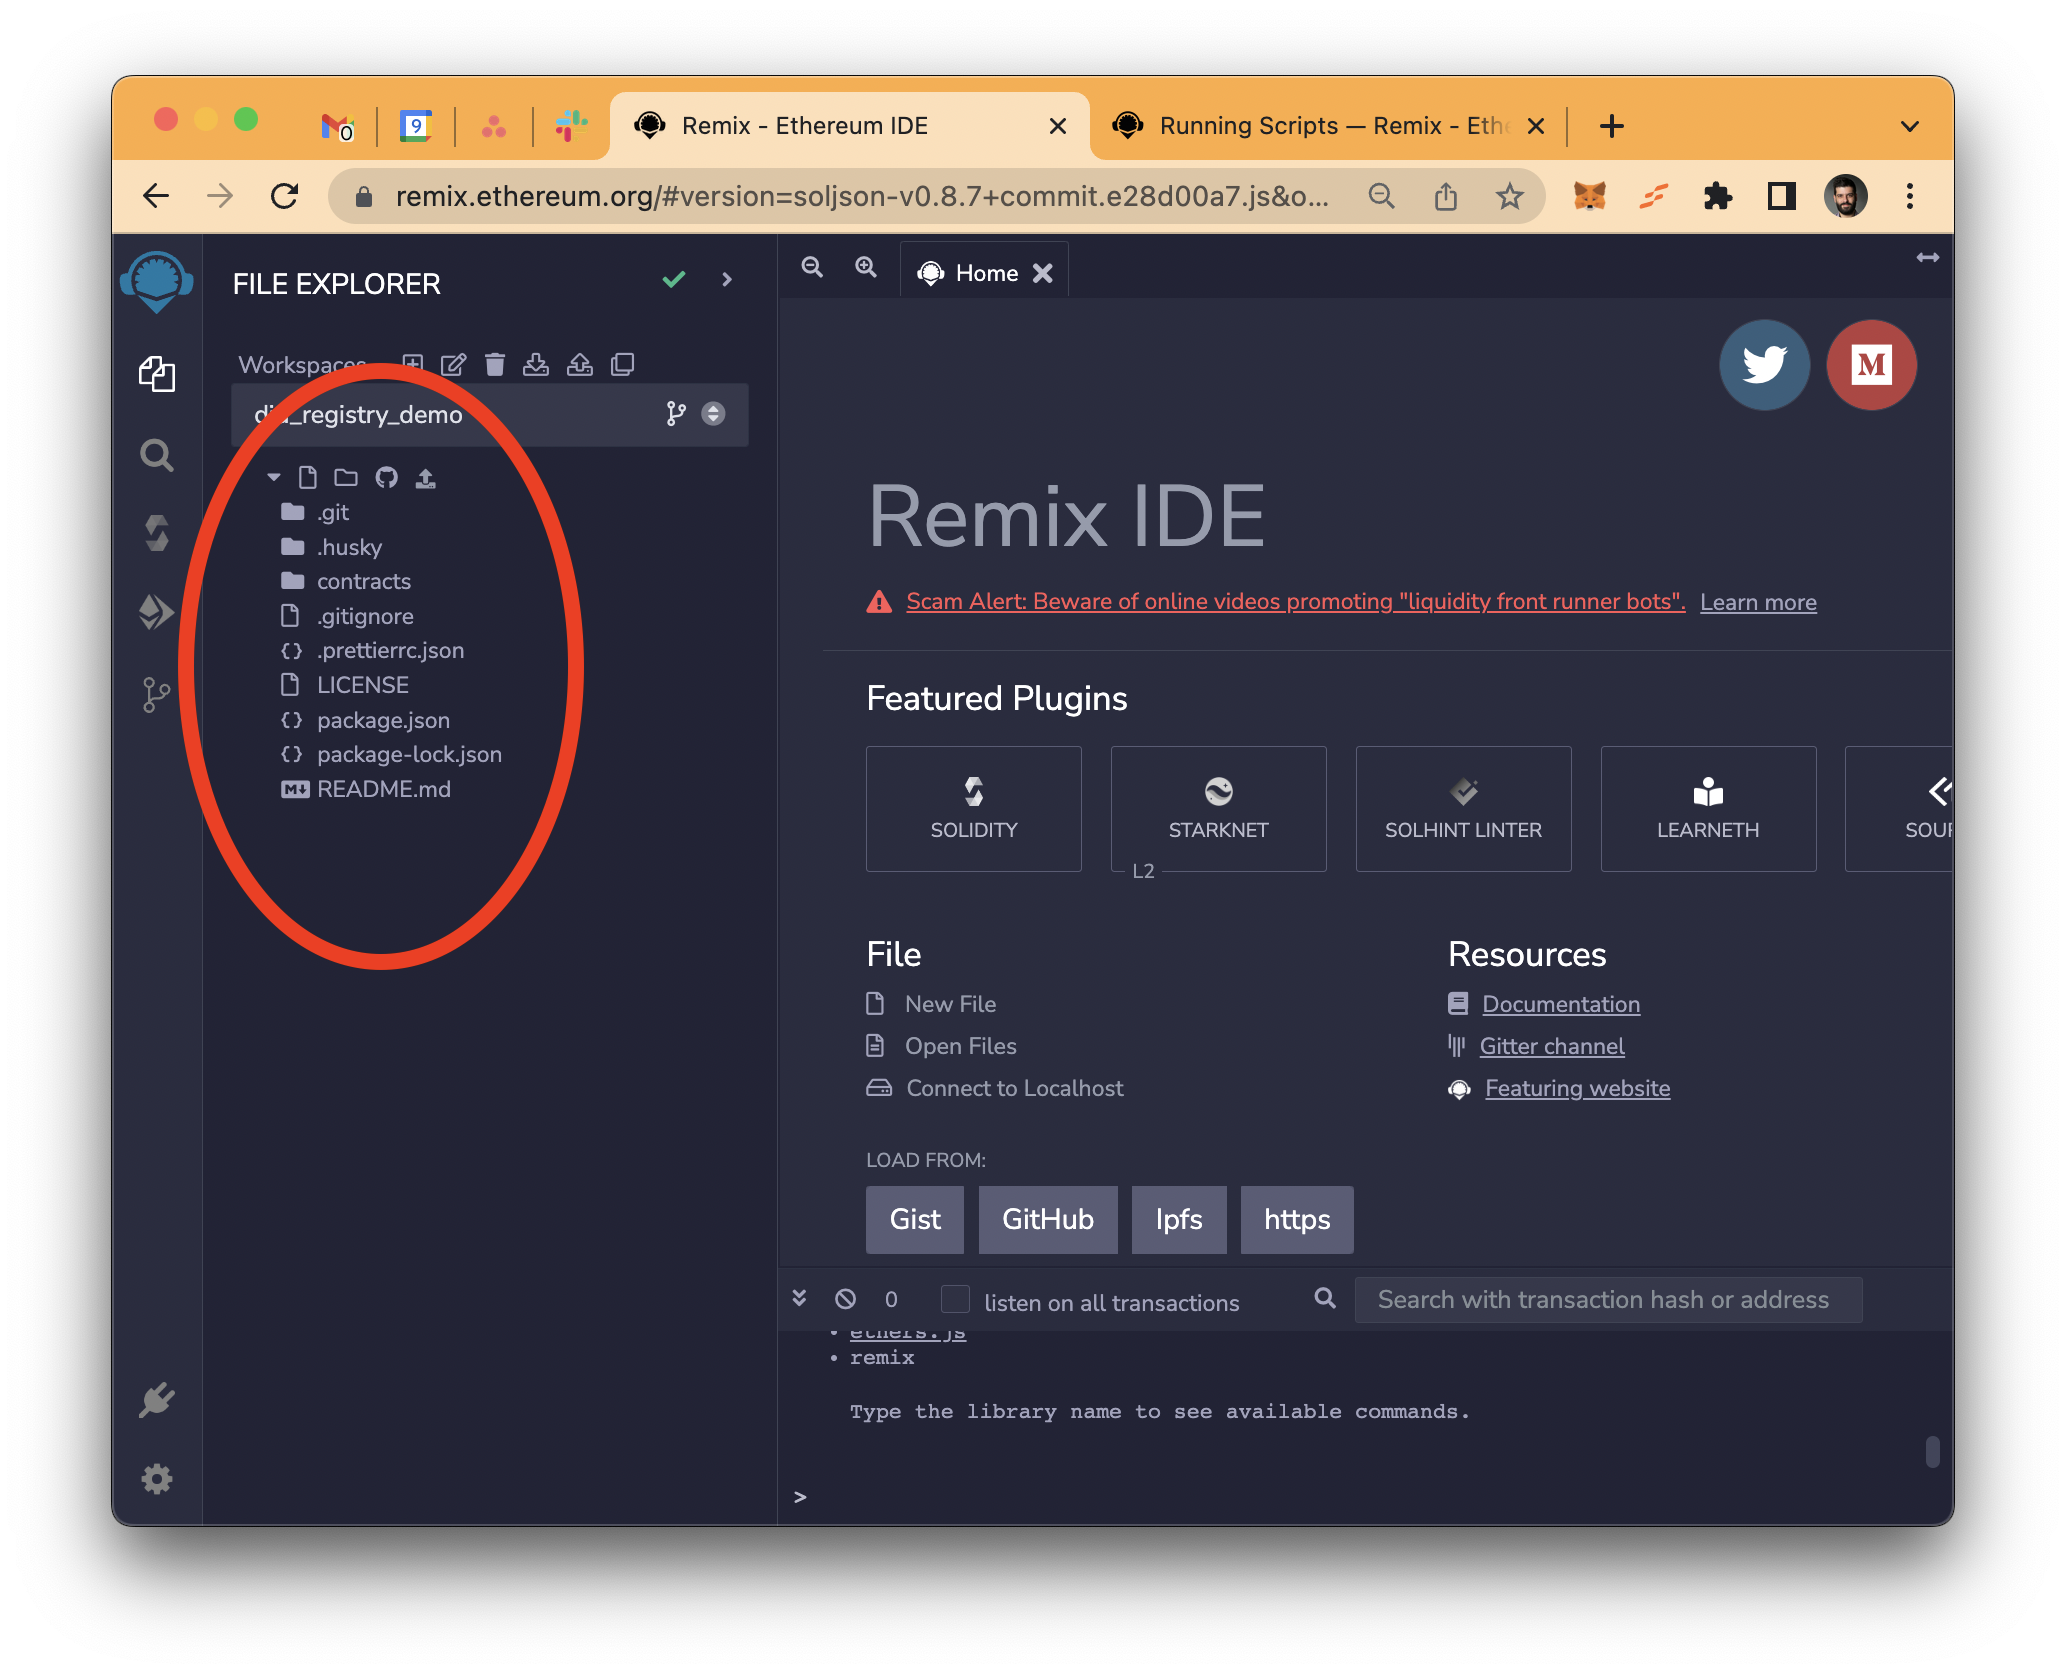 0
9
Remix - Ethereum IDE
Running Scripts — Remix - Eth
remix.ethereum.org/#version=soljson-v0.8.7+commit.e28d00a7.js&o...
FILE EXPLORER
Home
Workspaces
did_registry_demo
.git
.husky
contracts
.gitignore
.prettierrc.json
LICENSE
package.json
package-lock.json
README.md
M
Remix IDE
Scam Alert: Beware of online videos promoting "liquidity front runner bots". Learn more
Featured Plugins
SOLIDITY
STARKNET
L2
SOLHINT LINTER
LEARNETH
SOUR
File
New File
Open Files
Connect to Localhost
Resources
Documentation
Gitter channel
Featuring website
LOAD FROM:
Gist GitHub Ipfs https
0 listen on all transactions Search with transaction hash or address
• ethers.js
• remix
Type the library name to see available commands.
>